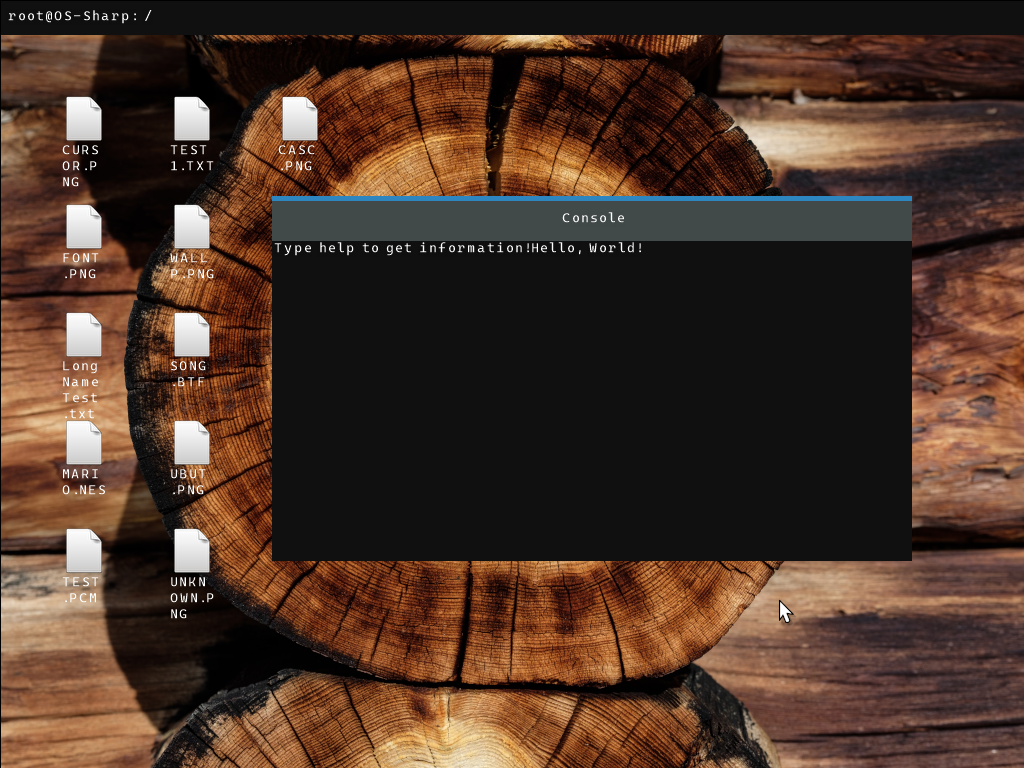 root@OS-Sharp: /
CURS
OR.P
NG
TEST
1.TXT
CASC
.PNG
FONT
.PNG
WALL
P.PNG
Long
Name
Test
.txt
SONG
.BTF
MARI
O.NES
UBUT
.PNG
TEST
.PCM
UNKN
OWN.P
NG
Console
Type help to get information!Hello, World!